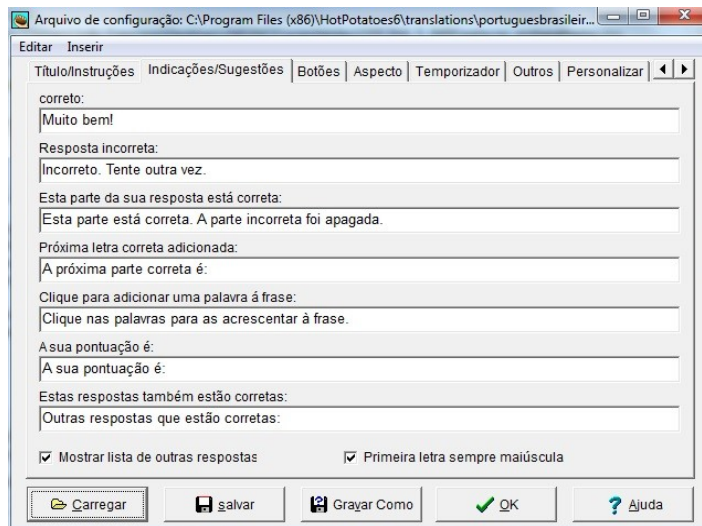 Arquivo de configuração: C:\Program Files (x86)\HotPotatoes6\translations\portuguesbrasileir...
Editar Inserir
Título/Instruções Indicações/Sugestões Botões Aspecto Temporizador Outros Personalizar
correto:
Muito bem!
Resposta incorreta:
Incorreto. Tente outra vez.
Esta parte da sua resposta está correta:
Esta parte está correta. A parte incorreta foi apagada.
Próxima letra correta adicionada:
A próxima parte correta é:
Clique para adicionar uma palavra á frase:
Clique nas palavras para as acrescentar à frase.
A sua pontuação é:
A sua pontuação é:
Estas respostas também estão corretas:
Outras respostas que estão corretas:
Mostrar lista de outras respostas Primeira letra sempre maiúscula
Carregar salvar Gravar Como OK Ajuda